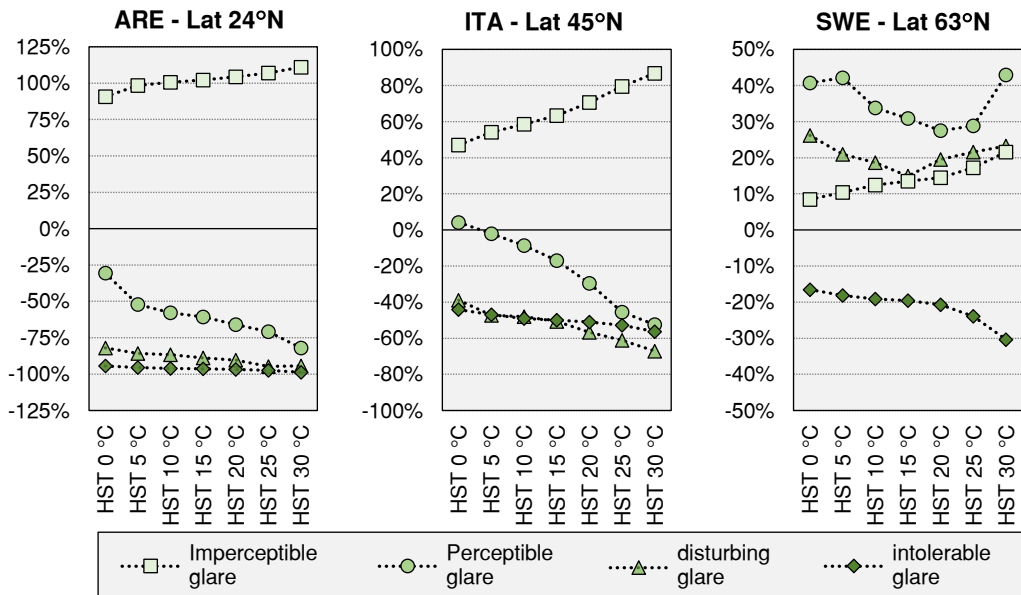 ARE - Lat 24°N
ITA - Lat 45°N
SWE - Lat 63°N
125%
100%
75%
50%
25%
0%
-25%
-50%
-75%
-100%
-125%
HST 0 °C
HST 5 °C
HST 10 °C
HST 15 °C
HST 20 °C
HST 25 °C
HST 30 °C
100%
80%
60%
40%
20%
0%
-20%
-40%
-60%
-80%
-100%
HST 0 °C
HST 5 °C
HST 10 °C
HST 15 °C
HST 20 °C
HST 25 °C
HST 30 °C
50%
40%
30%
20%
10%
0%
-10%
-20%
-30%
-40%
-50%
HST 0 °C
HST 5 °C
HST 10 °C
HST 15 °C
HST 20 °C
HST 25 °C
HST 30 °C
Imperceptible
glare
Perceptible
glare
disturbing
glare
intolerable
glare